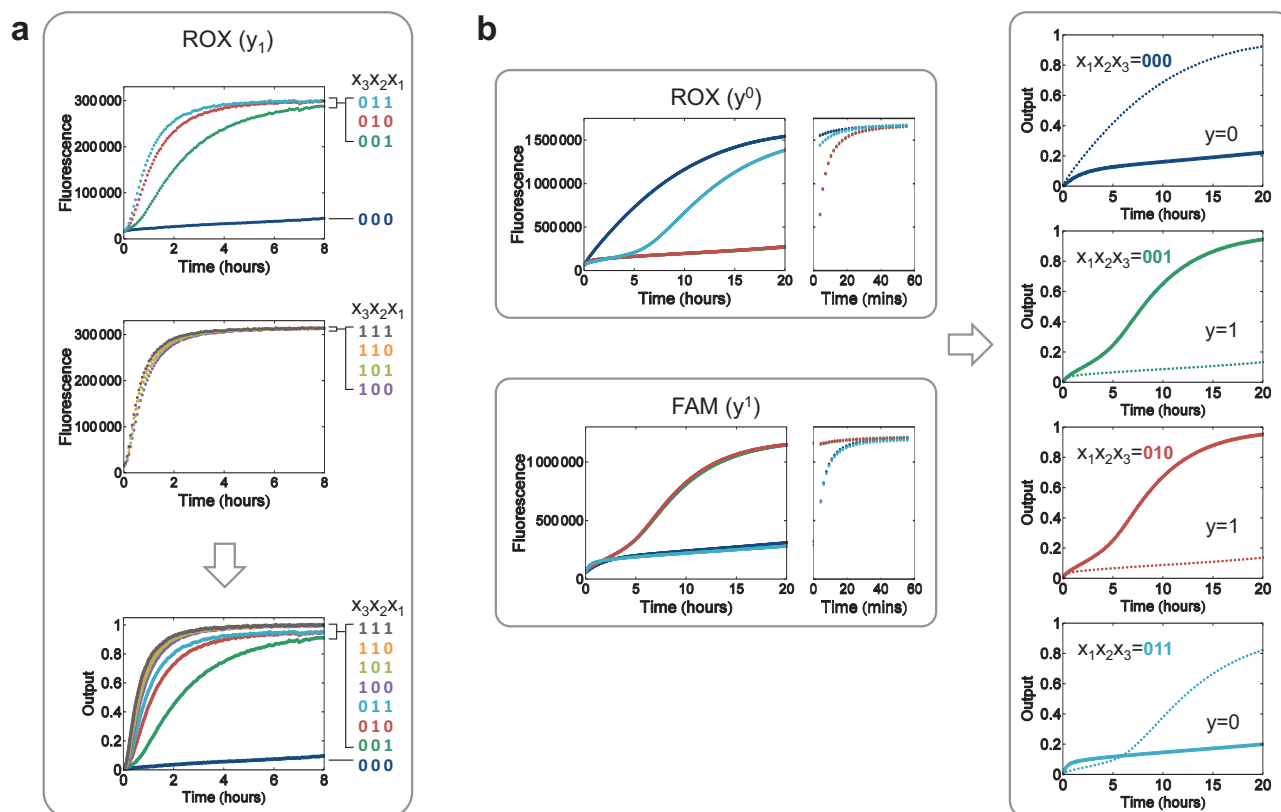 a
ROX (y1)
x3x2x1
300 000
200 000
100 000
0
Fluorescence
0 2 4 6 8
Time (hours)
011
010
001
000
x3x2x1
300 000
200 000
100 000
0
Fluorescence
0 2 4 6 8
Time (hours)
111
110
101
100
x3x2x1
1
0.8
0.6
0.4
0.2
0
Output
0 2 4 6 8
Time (hours)
111
110
101
100
011
010
001
000
b
ROX (y0)
1500 000
1000 000
500 000
0
Fluorescence
0 5 10 15 20
Time (hours)
0 20 40 60
Time (mins)
FAM (y1)
1000 000
500 000
0
Fluorescence
0 5 10 15 20
Time (hours)
0 20 40 60
Time (mins)
1
0.8
0.6
0.4
0.2
0
Output
x1x2x3=000
y=0
0 5 10 15 20
Time (hours)
1
0.8
0.6
0.4
0.2
0
Output
x1x2x3=001
y=1
0 5 10 15 20
Time (hours)
1
0.8
0.6
0.4
0.2
0
Output
x1x2x3=010
y=1
0 5 10 15 20
Time (hours)
1
0.8
0.6
0.4
0.2
0
Output
x1x2x3=011
y=0
0 5 10 15 20
Time (hours)